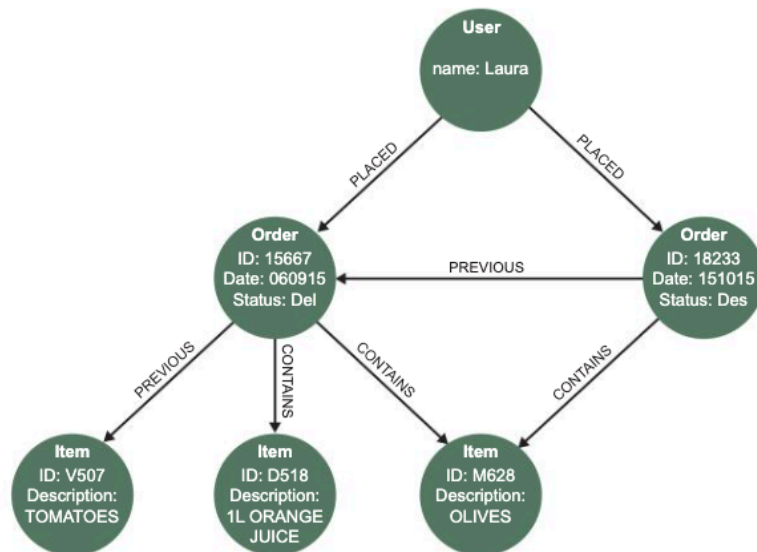 User
name: Laura
PLACED
PLACED
Order
ID: 15667
Date: 060915
Status: Del
PREVIOUS
Order
ID: 18233
Date: 151015
Status: Des
PREVIOUS
CONTAINS
CONTAINS
CONTAINS
Item
ID: V507
Description:
TOMATOES
Item
ID: D518
Description:
1L ORANGE
JUICE
Item
ID: M628
Description:
OLIVES